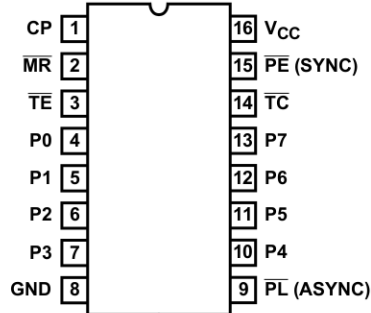 CP 1 16 VCC
MR 2 15 PE (SYNC)
TE 3 14 TC
P0 4 13 P7
P1 5 12 P6
P2 6 11 P5
P3 7 10 P4
GND 8 9 PL (ASYNC)